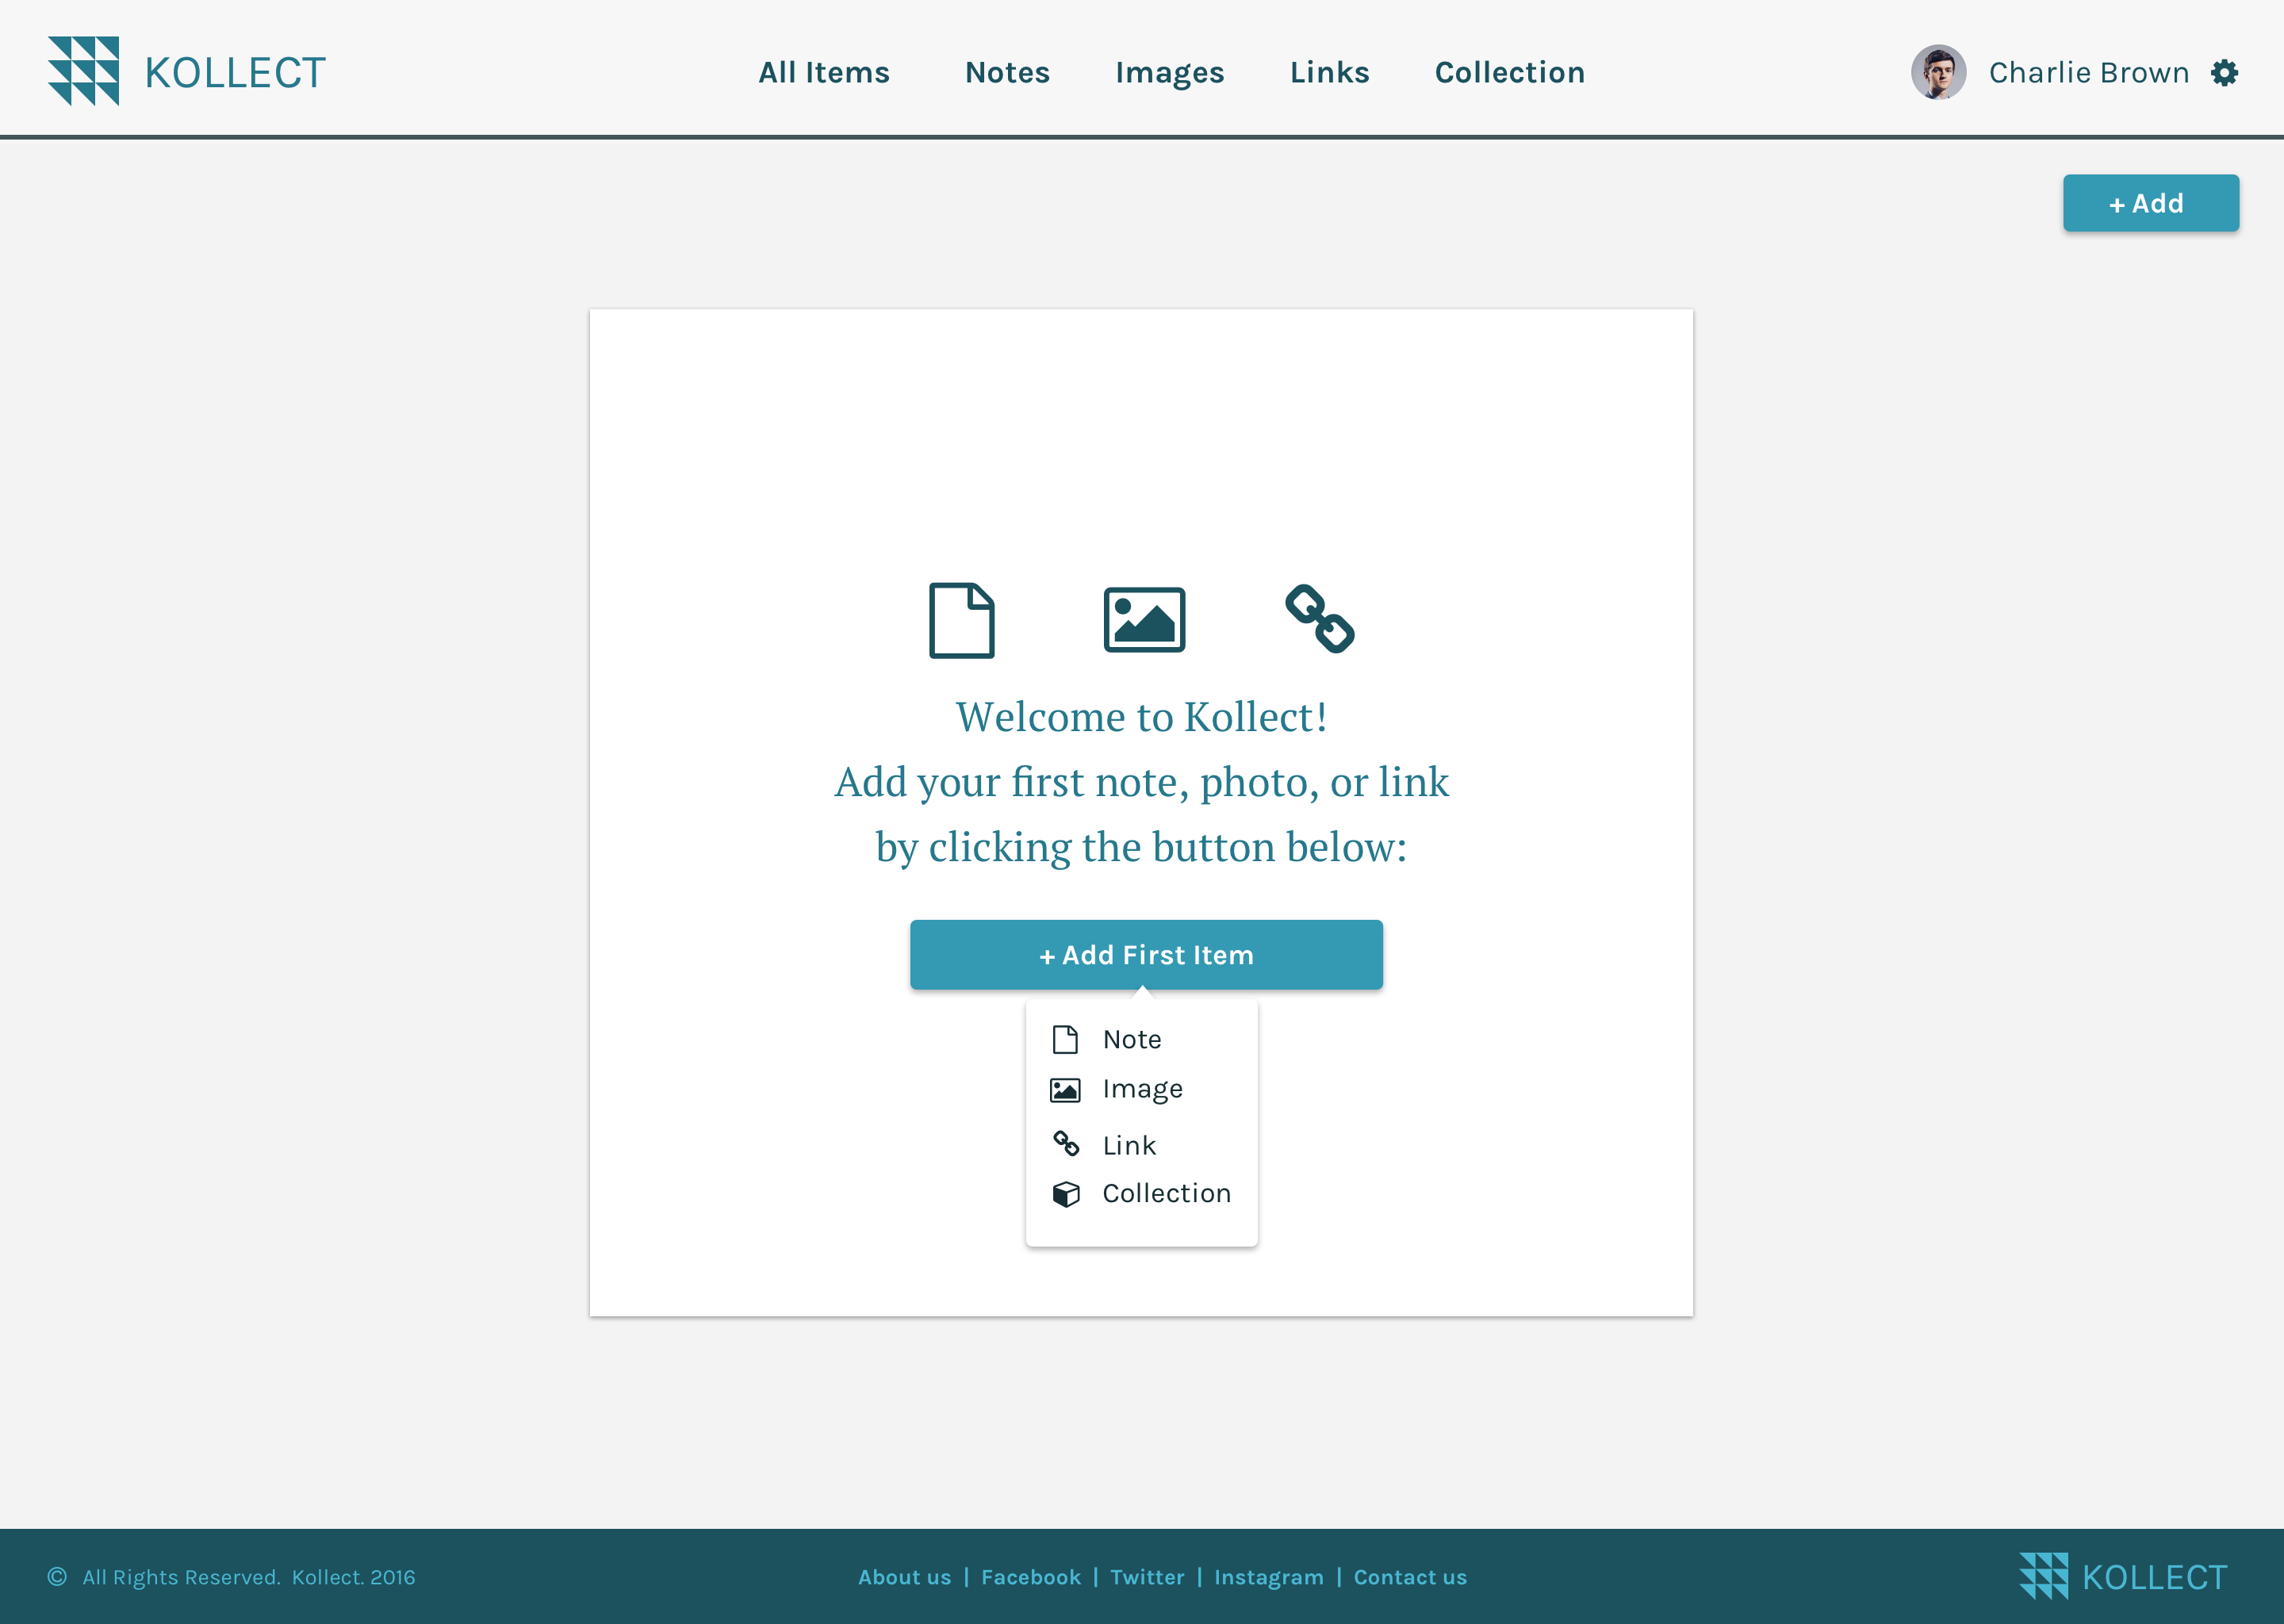 KOLLECT
All Items Notes Images Links Collection
Charlie Brown
+ Add
Welcome to Kollect!
Add your first note, photo, or link
by clicking the button below:
+ Add First Item
Note
Image
Link
Collection
© All Rights Reserved. Kollect. 2016
About us | Facebook | Twitter | Instagram | Contact us
KOLLECT